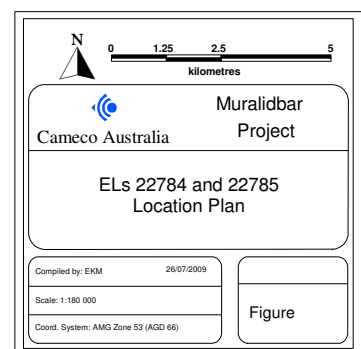 N
0 1.25 2.5 5
kilometres
Cameco Australia
Muralidbar
Project
ELs 22784 and 22785
Location Plan
Compiled by: EKM 26/07/2009
Scale: 1:180 000
Coord. System: AMG Zone 53 (AGD 66)
Figure